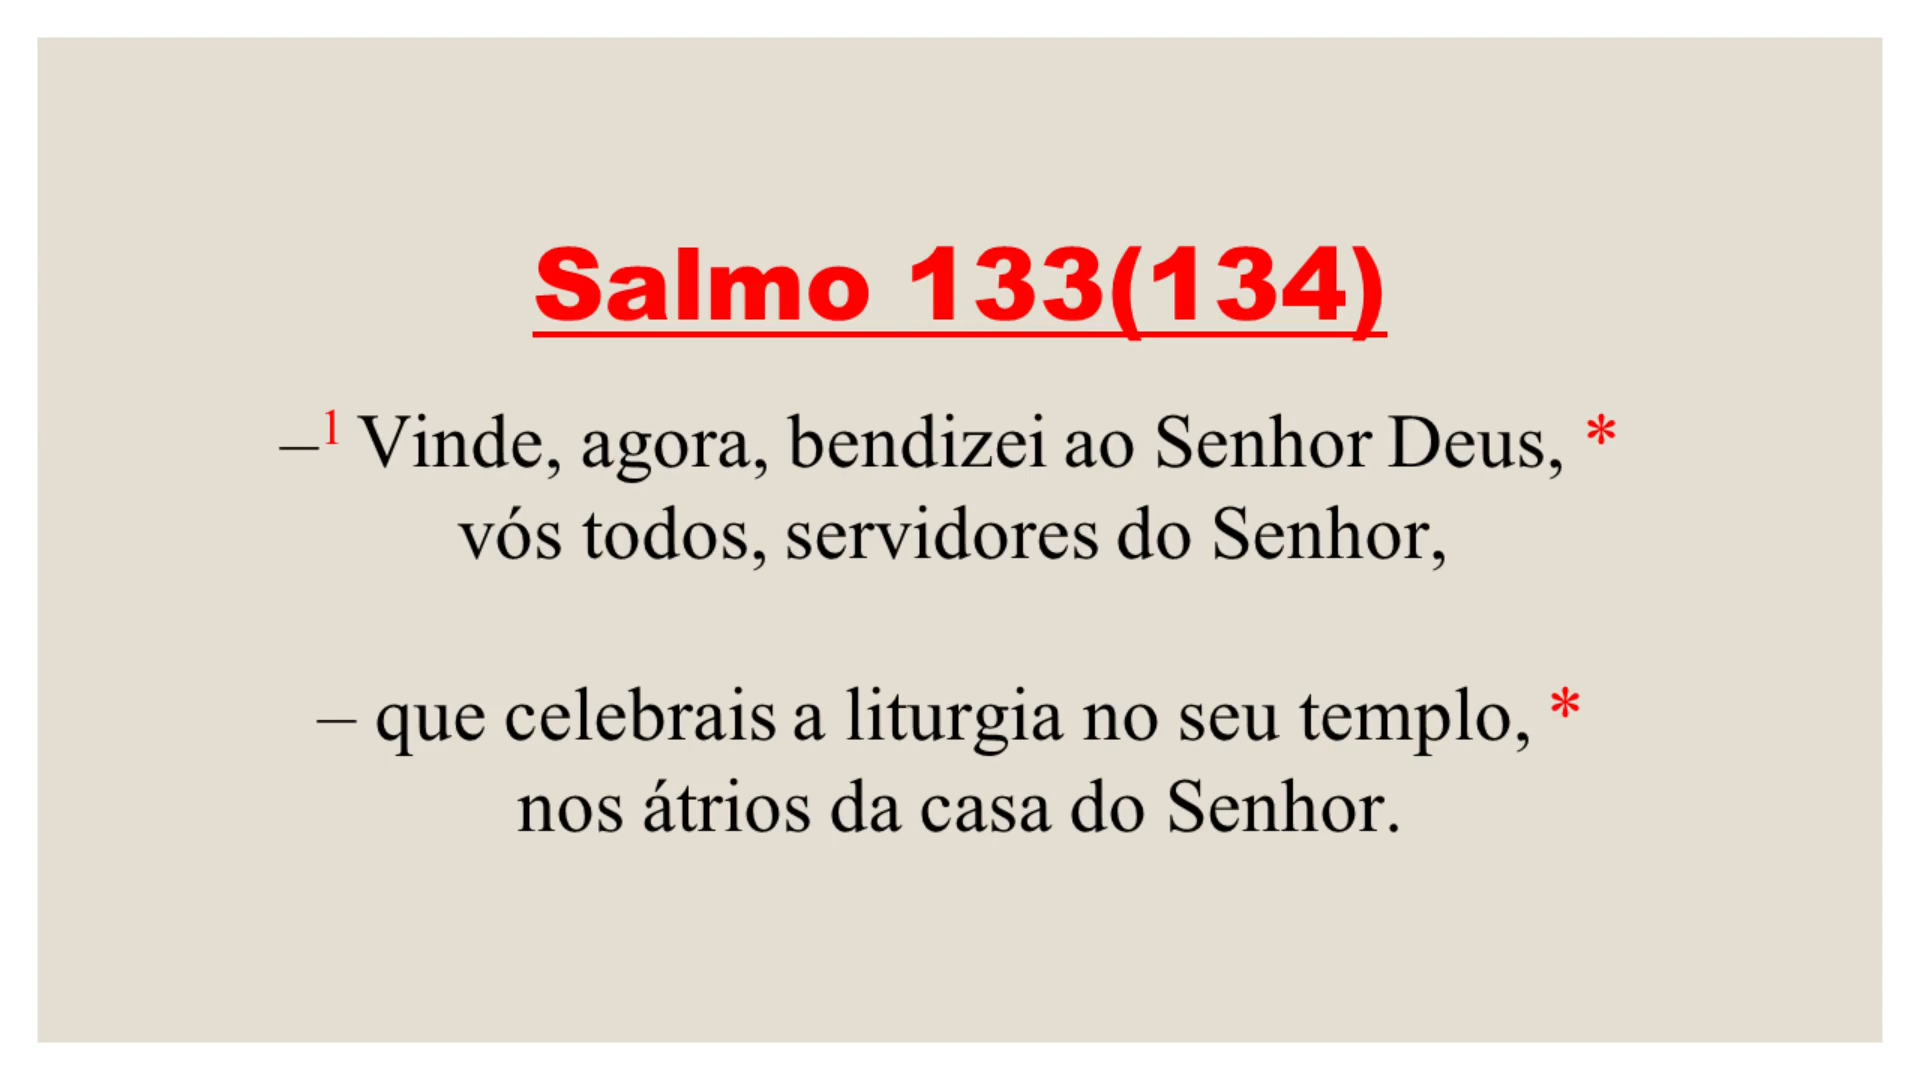 Salmo 133(134)
–1 Vinde, agora, bendizei ao Senhor Deus, *
vós todos, servidores do Senhor,
– que celebrais a liturgia no seu templo, *
nos átrios da casa do Senhor.